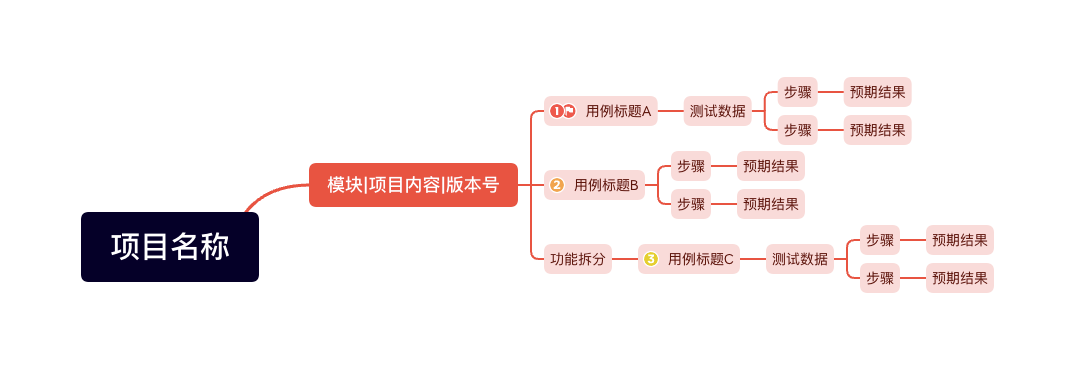 项目名称
模块|项目内容|版本号
1 用例标题A
测试数据
步骤
预期结果
步骤
预期结果
2 用例标题B
步骤
预期结果
步骤
预期结果
功能拆分
3 用例标题C
测试数据
步骤
预期结果
步骤
预期结果